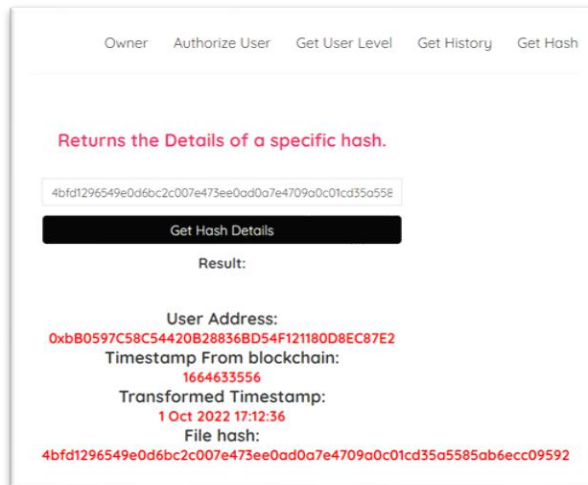 Owner Authorize User Get User Level Get History Get Hash
Returns the Details of a specific hash.
4bfd1296549e0d6bc2c007e473ee0ad0a7e4709a0c01cd35a558
Get Hash Details
Result:
User Address:
0xbB0597C58C54420B28836BD54F121180D8EC87E2
Timestamp From blockchain:
1664633556
Transformed Timestamp:
1 Oct 2022 17:12:36
File hash:
4bfd1296549e0d6bc2c007e473ee0ad0a7e4709a0c01cd35a5585ab6ecc09592